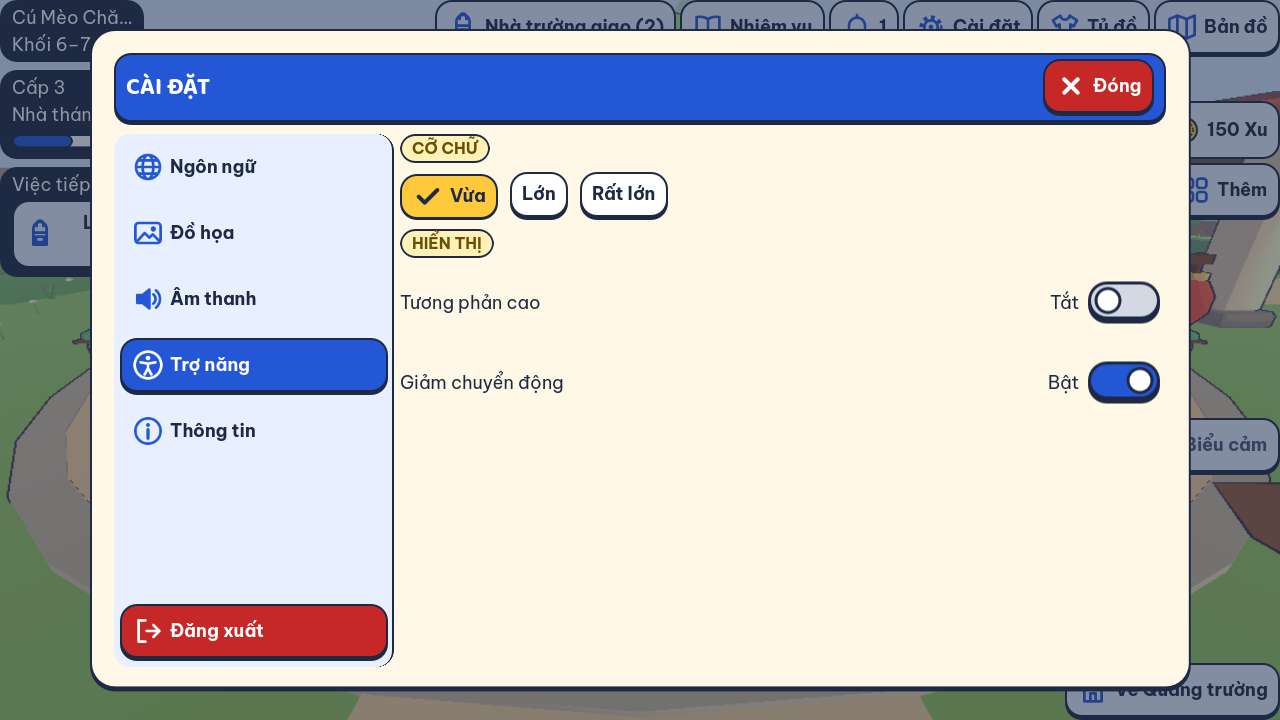 Cú Mèo Chă...
Khối 6–7
Nhà trường giao (2)
Nhiệm vụ
1
Cài đặt
Tủ đồ
Bản đồ
Cấp 3
Nhà thán
Việc tiếp
CÀI ĐẶT
Đóng
Ngôn ngữ
Đồ họa
Âm thanh
Trợ năng
Thông tin
Đăng xuất
CỠ CHỮ
Vừa
Lớn
Rất lớn
HIỂN THỊ
Tương phản cao
Tắt
Giảm chuyển động
Bật
150 Xu
Thêm
Biểu cảm
Về Quảng trường